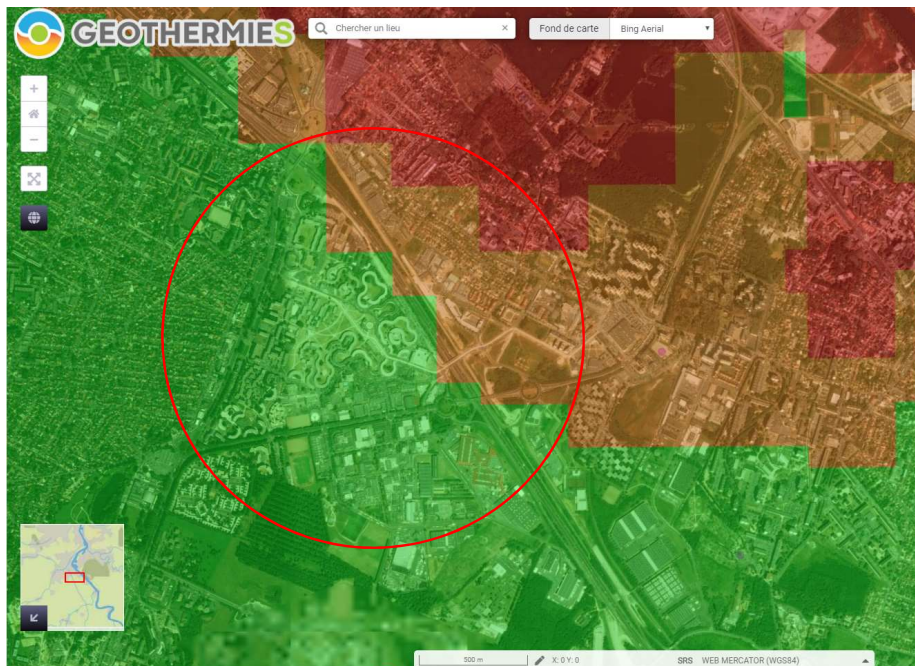 GEOTHERMIES
Chercher un lieu ×
Fond de carte Bing Aerial
500 m X: 0 Y: 0 SRS WEB MERCATOR (WGS84)